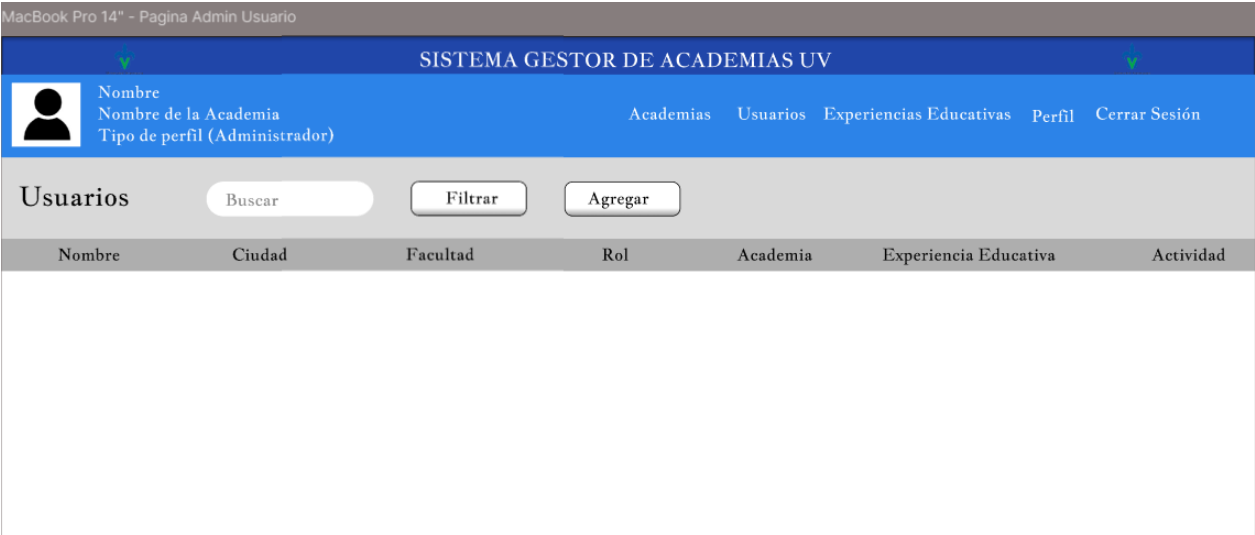 MacBook Pro 14" - Pagina Admin Usuario
SISTEMA GESTOR DE ACADEMIAS UV
Nombre
Nombre de la Academia
Tipo de perfil (Administrador)
Academias Usuarios Experiencias Educativas Perfil Cerrar Sesión
Usuarios Buscar Filtrar Agregar
Nombre Ciudad Facultad Rol Academia Experiencia Educativa Actividad